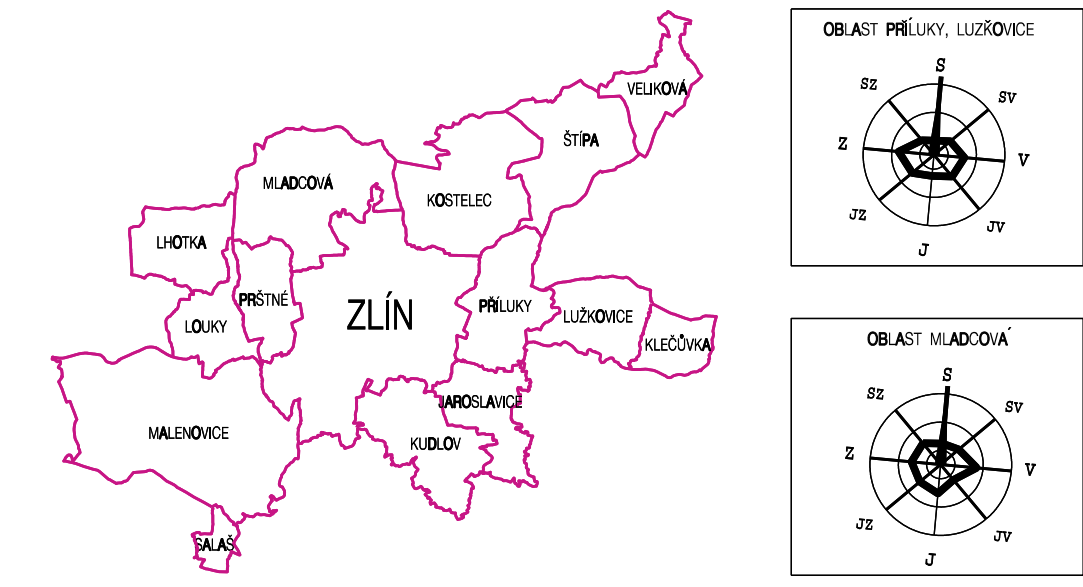 VELIKOVÁ
ŠTÍPA
MLADCOVÁ
KOSTELEC
LHOTKA
PRŠTNÉ
PŘÍLUKY
ZLÍN
LOUKY
LUŽKOVICE
KLEČŮVKA
JAROSLAVICE
MALENOVICE
KUDLOV
SALAŠ
OBLAST PŘÍLUKY, LUZŘOVICE
S
SZ
SV
Z
V
JZ
JV
J
OBLAST MLADCOVÁ
S
SZ
SV
Z
V
JZ
JV
J